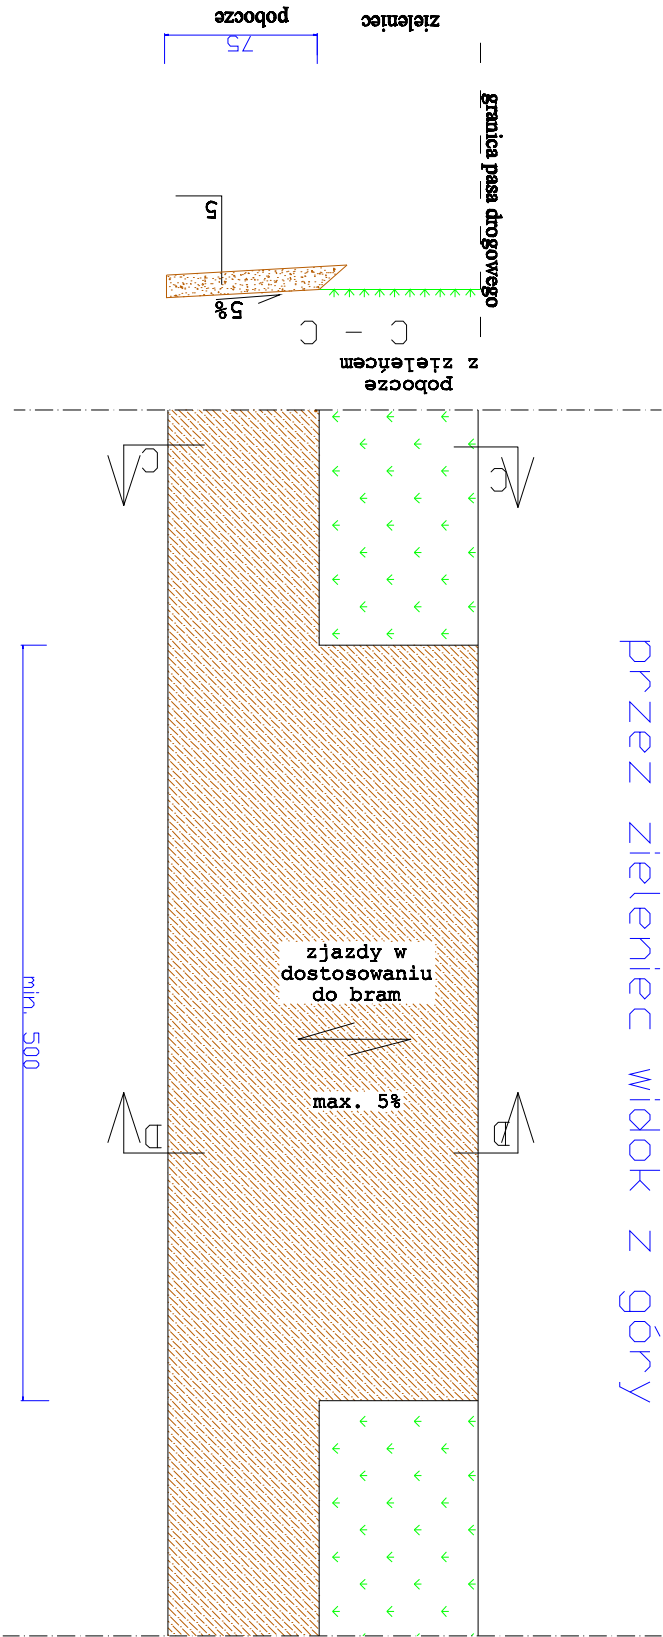 pobocze
zieleniec
75
granica pasa drogowego
5
5%
C - C
pobocze
z zieleńcem
C
C
przez zieleniec widok z góry
min. 500
zjazdy w
dostosowaniu
do bram
max. 5%
D
D